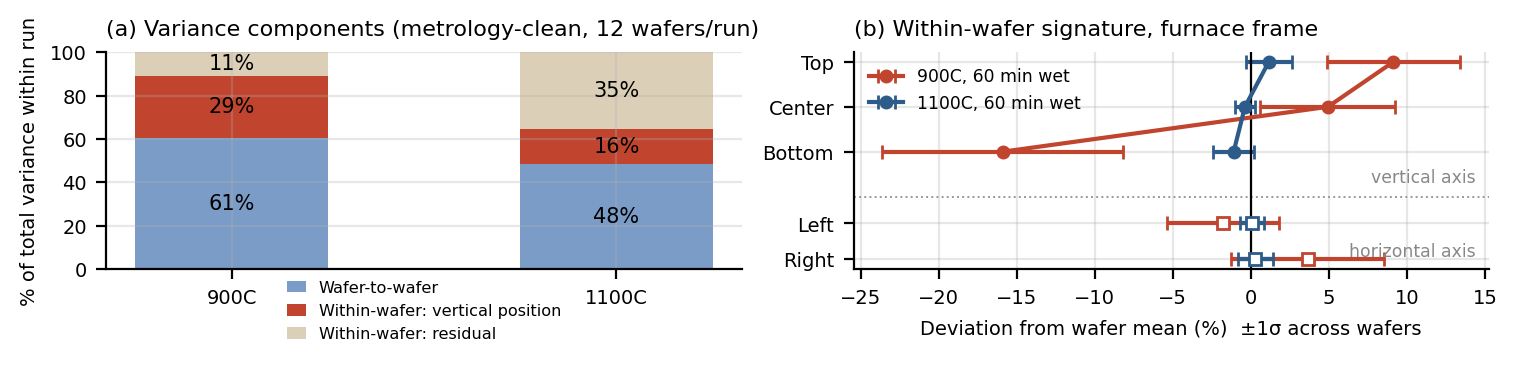 (a) Variance components (metrology-clean, 12 wafers/run)
% of total variance within run
100
80
60
40
20
0
11%
29%
61%
35%
16%
48%
900C
1100C
Wafer-to-wafer
Within-wafer: vertical position
Within-wafer: residual
(b) Within-wafer signature, furnace frame
900C, 60 min wet
1100C, 60 min wet
Top
Center
Bottom
Left
Right
vertical axis
horizontal axis
−25
−20
−15
−10
−5
0
5
10
15
Deviation from wafer mean (%) ±1σ across wafers